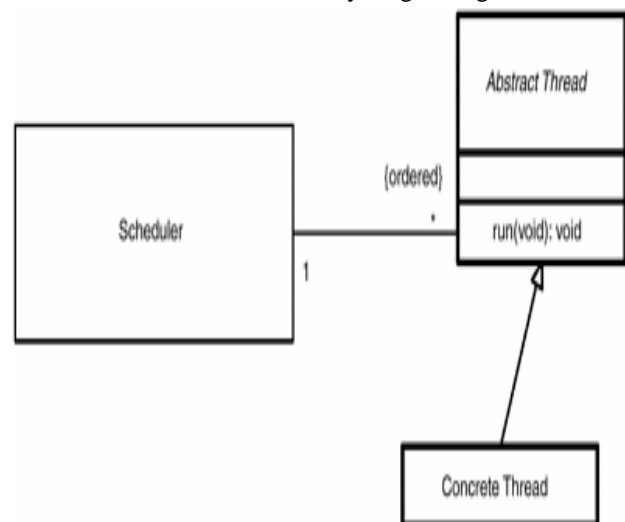 Abstract Thread
{ordered}
*
Scheduler
run(void): void
1
Concrete Thread